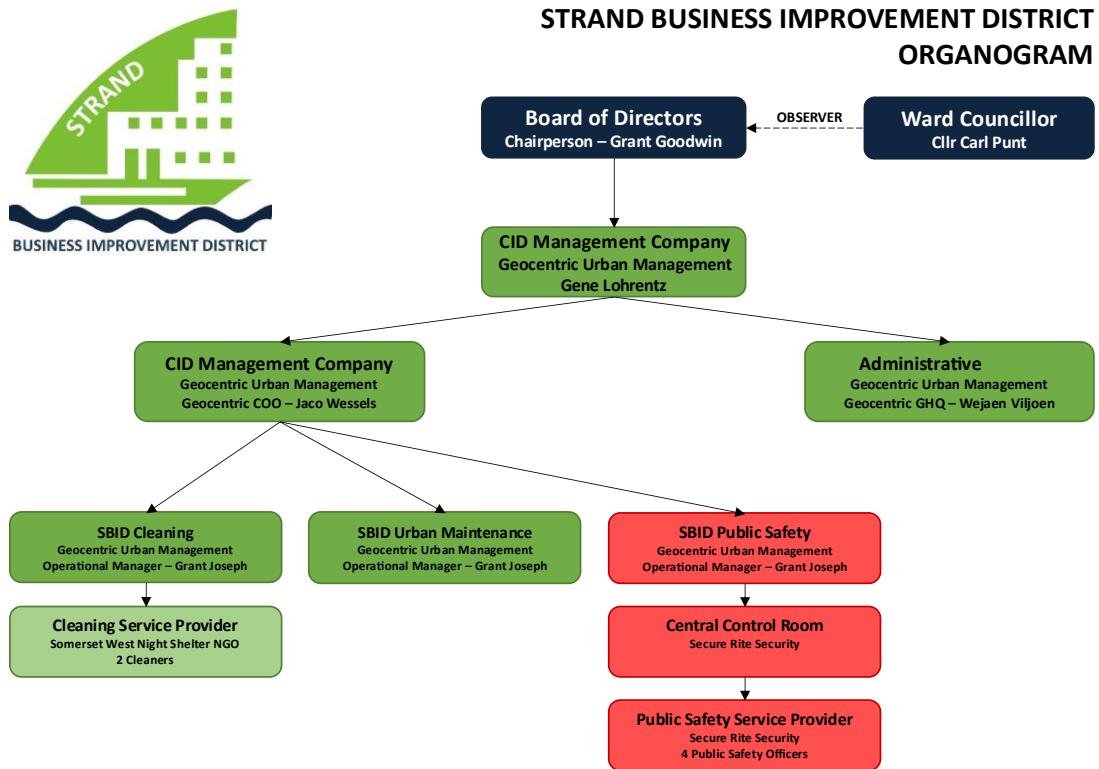 STRAND
BUSINESS IMPROVEMENT DISTRICT
STRAND BUSINESS IMPROVEMENT DISTRICT
ORGANOGRAM
Board of Directors
Chairperson – Grant Goodwin
OBSERVER
Ward Councillor
Cllr Carl Punt
CID Management Company
Geocentric Urban Management
Gene Lohrentz
CID Management Company
Geocentric Urban Management
Geocentric COO – Jaco Wessels
Administrative
Geocentric Urban Management
Geocentric GHQ – Wejaen Viljoen
SBID Cleaning
Geocentric Urban Management
Operational Manager – Grant Joseph
SBID Urban Maintenance
Geocentric Urban Management
Operational Manager – Grant Joseph
SBID Public Safety
Geocentric Urban Management
Operational Manager – Grant Joseph
Cleaning Service Provider
Somerset West Night Shelter NGO
2 Cleaners
Central Control Room
Secure Rite Security
Public Safety Service Provider
Secure Rite Security
4 Public Safety Officers